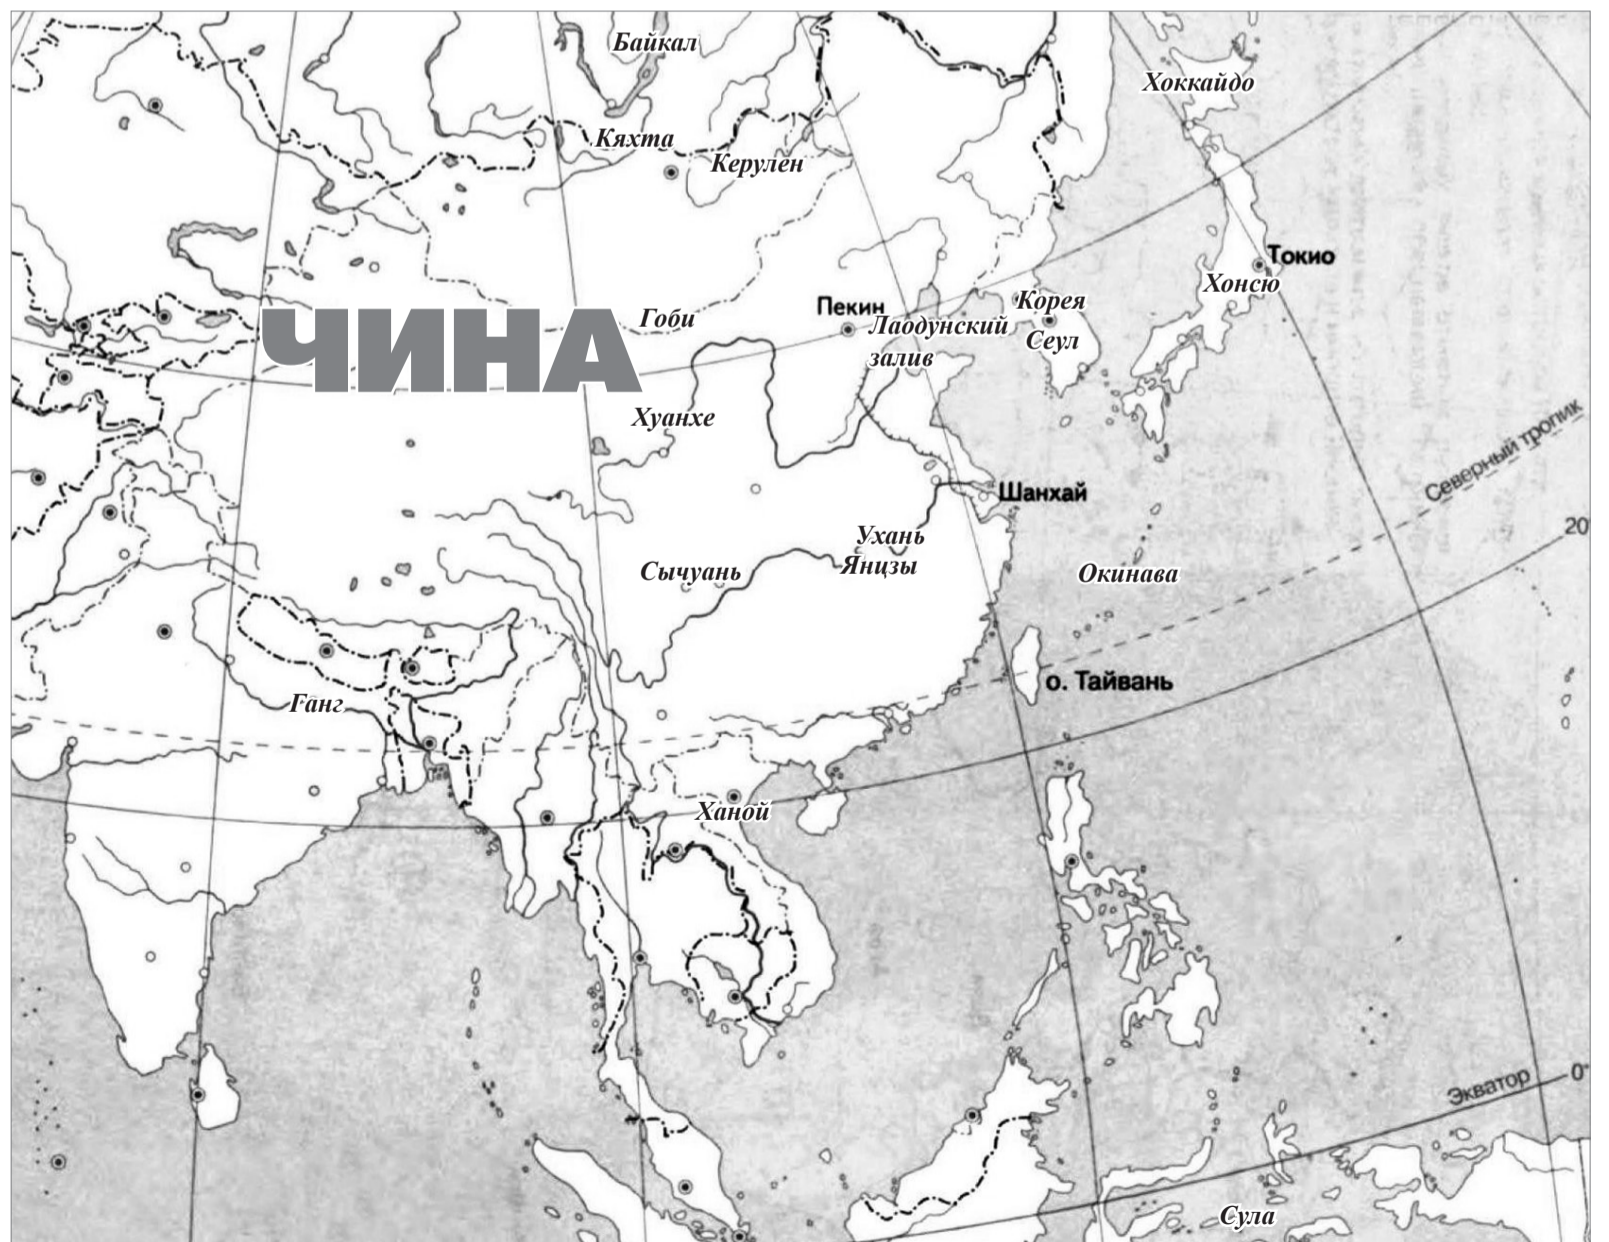 Байкал
Хоккайдо
Кяхта
Керулен
Токио
Хонсю
Корея
Пекин
Гоби
Лаодунский
залив
Сеул
ЧИНА
Хуанхе
Северный тропик
Шанхай
20
Ухань
Янцзы
Сычуань
Окинава
о. Тайвань
Ганг
Ханой
Экватор
0°
Сула